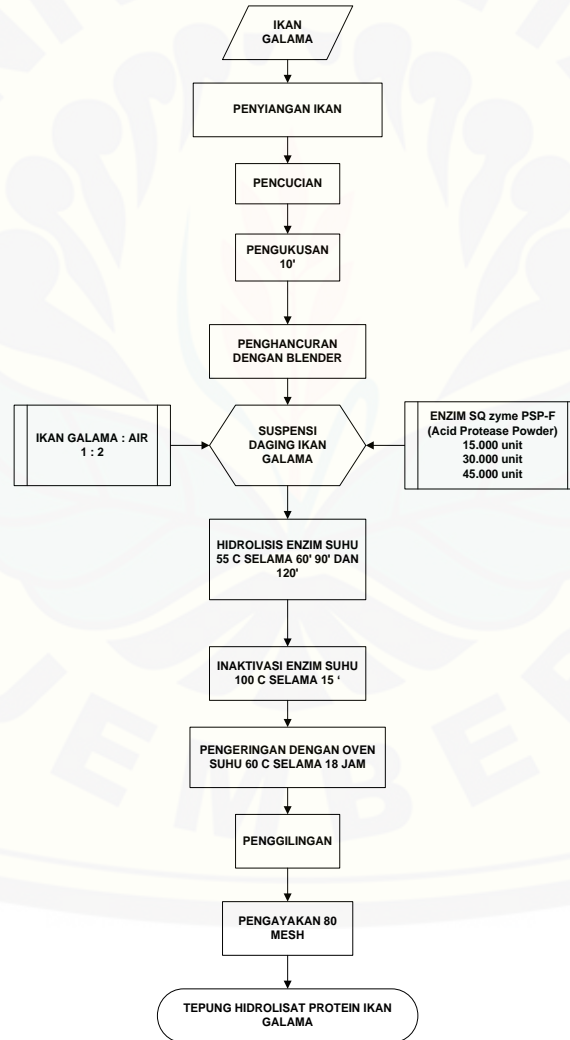 IKAN
GALAMA
PENYIANGAN IKAN
PENCUCIAN
PENGUKUSAN
10'
PENGHANCURAN
DENGAN BLENDER
IKAN GALAMA : AIR
1 : 2
SUSPENSI
DAGING IKAN
GALAMA
ENZIM SQ zyme PSP-F
(Acid Protease Powder)
15.000 unit
30.000 unit
45.000 unit
HIDROLISIS ENZIM SUHU
55 C SELAMA 60' 90' DAN
120'
INAKTIVASI ENZIM SUHU
100 C SELAMA 15 ‘
PENGERINGAN DENGAN OVEN
SUHU 60 C SELAMA 18 JAM
PENGGILINGAN
PENGAYAKAN 80
MESH
TEPUNG HIDROLISAT PROTEIN IKAN
GALAMA